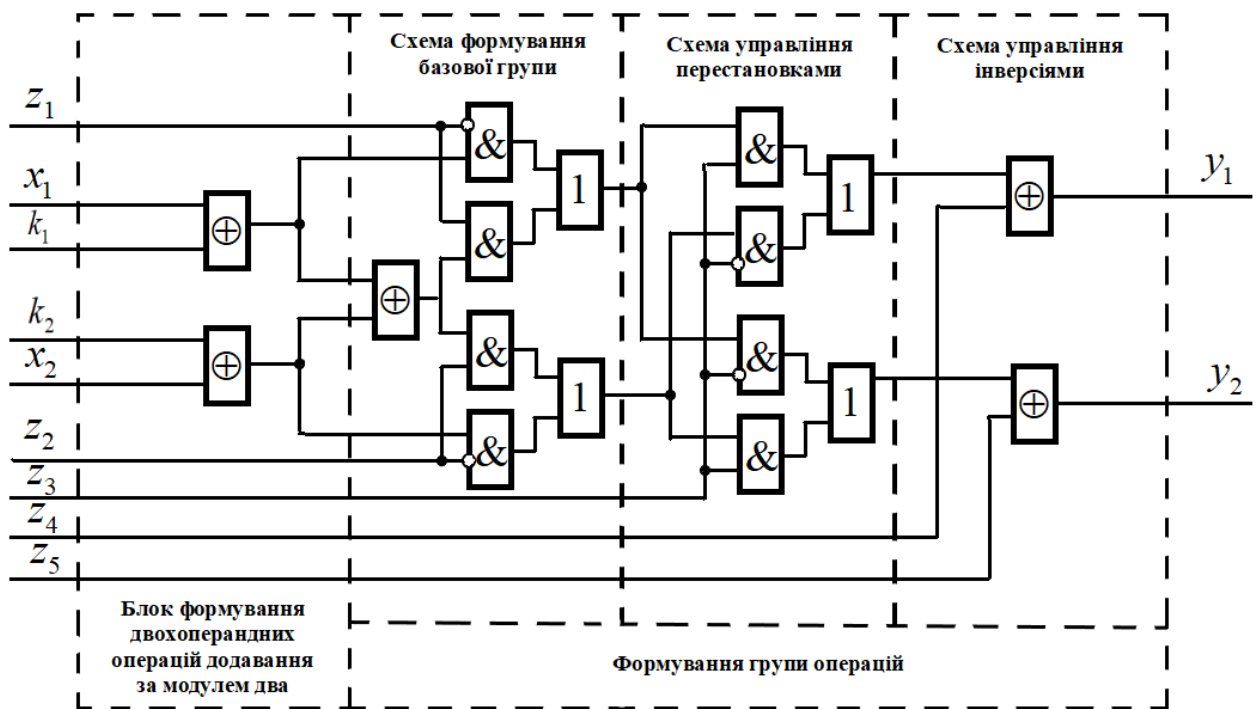 Схема формування
базової групи
Схема управління
перестановками
Схема управління
інверсіями
z1
x1
k1
k2
x2
z2
z3
z4
z5
⊕
⊕
⊕
&
&
&
&
1
1
&
&
&
&
1
1
⊕
⊕
y1
y2
Блок формування
двохоперандних
операцій додавання
за модулем два
Формування групи операцій